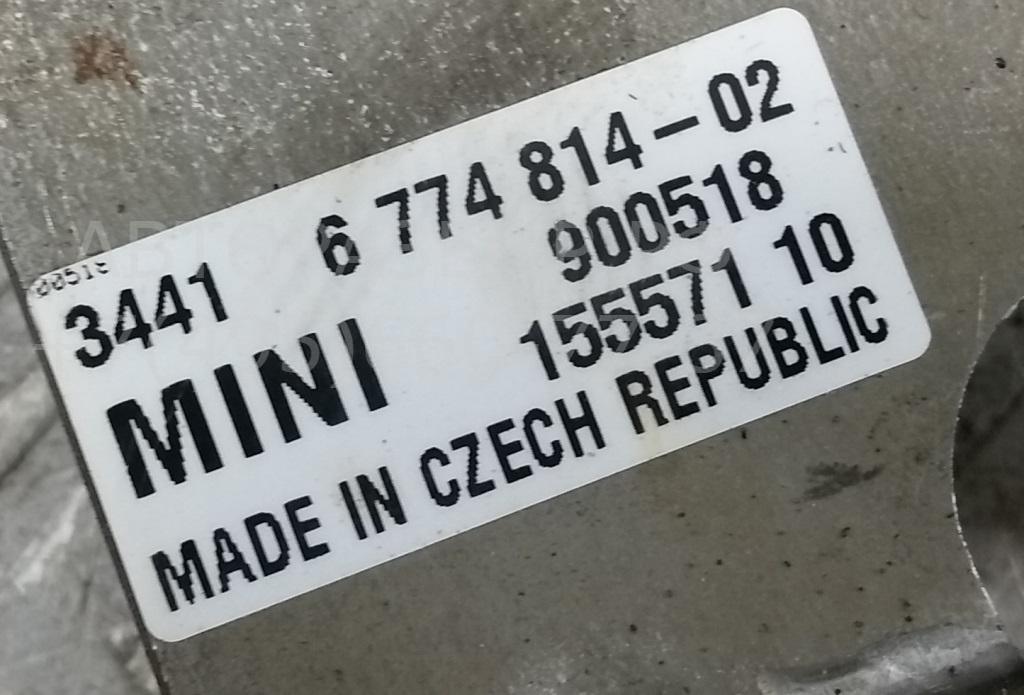 3441 6 774 814-02
900518
MINI 155571 10
MADE IN CZECH REPUBLIC